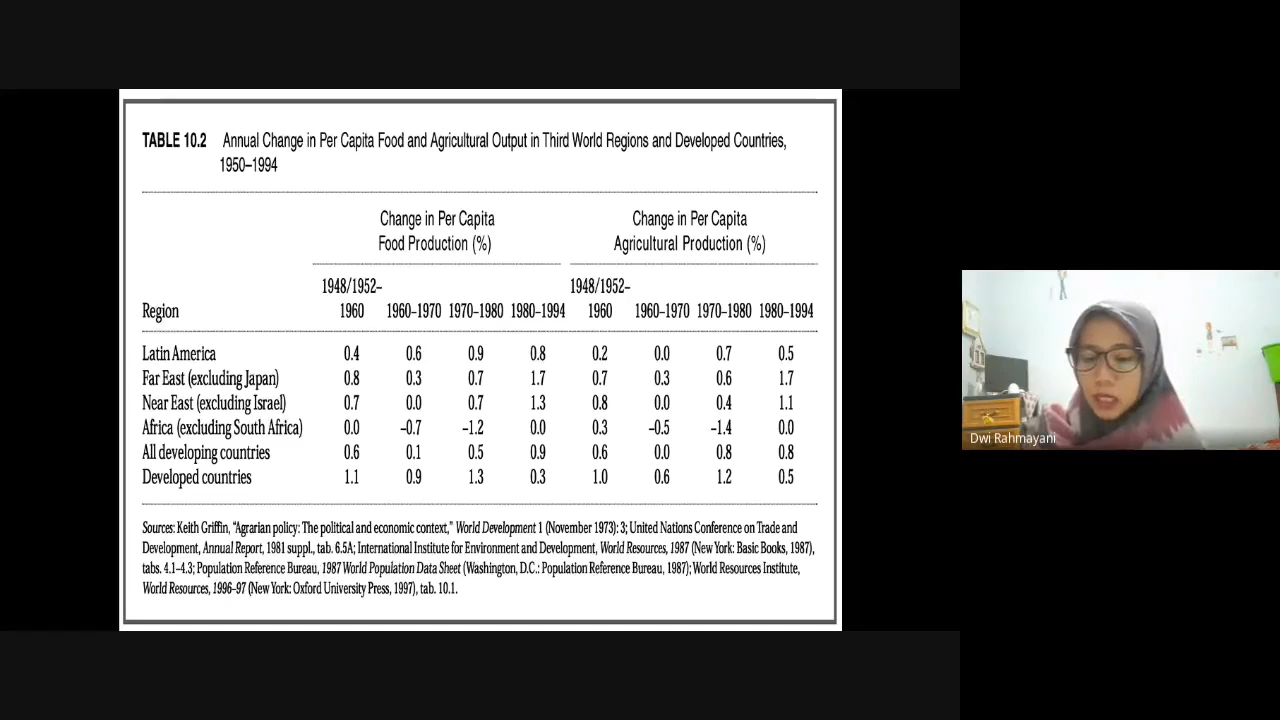 TABLE 10.2 Annual Change in Per Capita Food and Agricultural Output in Third World Regions and Developed Countries,
1950–1994
Change in Per Capita Change in Per Capita
Food Production (%) Agricultural Production (%)
1948/1952– 1948/1952–
Region 1960 1960–1970 1970–1980 1980–1994 1960 1960–1970 1970–1980 1980–1994
Latin America 0.4 0.6 0.9 0.8 0.2 0.0 0.7 0.5
Far East (excluding Japan) 0.8 0.3 0.7 1.7 0.7 0.3 0.6 1.7
Near East (excluding Israel) 0.7 0.0 0.7 1.3 0.8 0.0 0.4 1.1
Africa (excluding South Africa) 0.0 –0.7 –1.2 0.0 0.3 –0.5 –1.4 0.0
All developing countries 0.6 0.1 0.5 0.9 0.6 0.0 0.8 0.8
Developed countries 1.1 0.9 1.3 0.3 1.0 0.6 1.2 0.5
Sources: Keith Griffin, “Agrarian policy: The political and economic context,” World Development 1 (November 1973): 3; United Nations Conference on Trade and
Development, Annual Report, 1981 suppl., tab. 6.5A; International Institute for Environment and Development, World Resources, 1987 (New York: Basic Books, 1987),
tabs. 4.1–4.3; Population Reference Bureau, 1987 World Population Data Sheet (Washington, D.C.: Population Reference Bureau, 1987); World Resources Institute,
World Resources, 1996–97 (New York: Oxford University Press, 1997), tab. 10.1.
Dwi Rahmayani